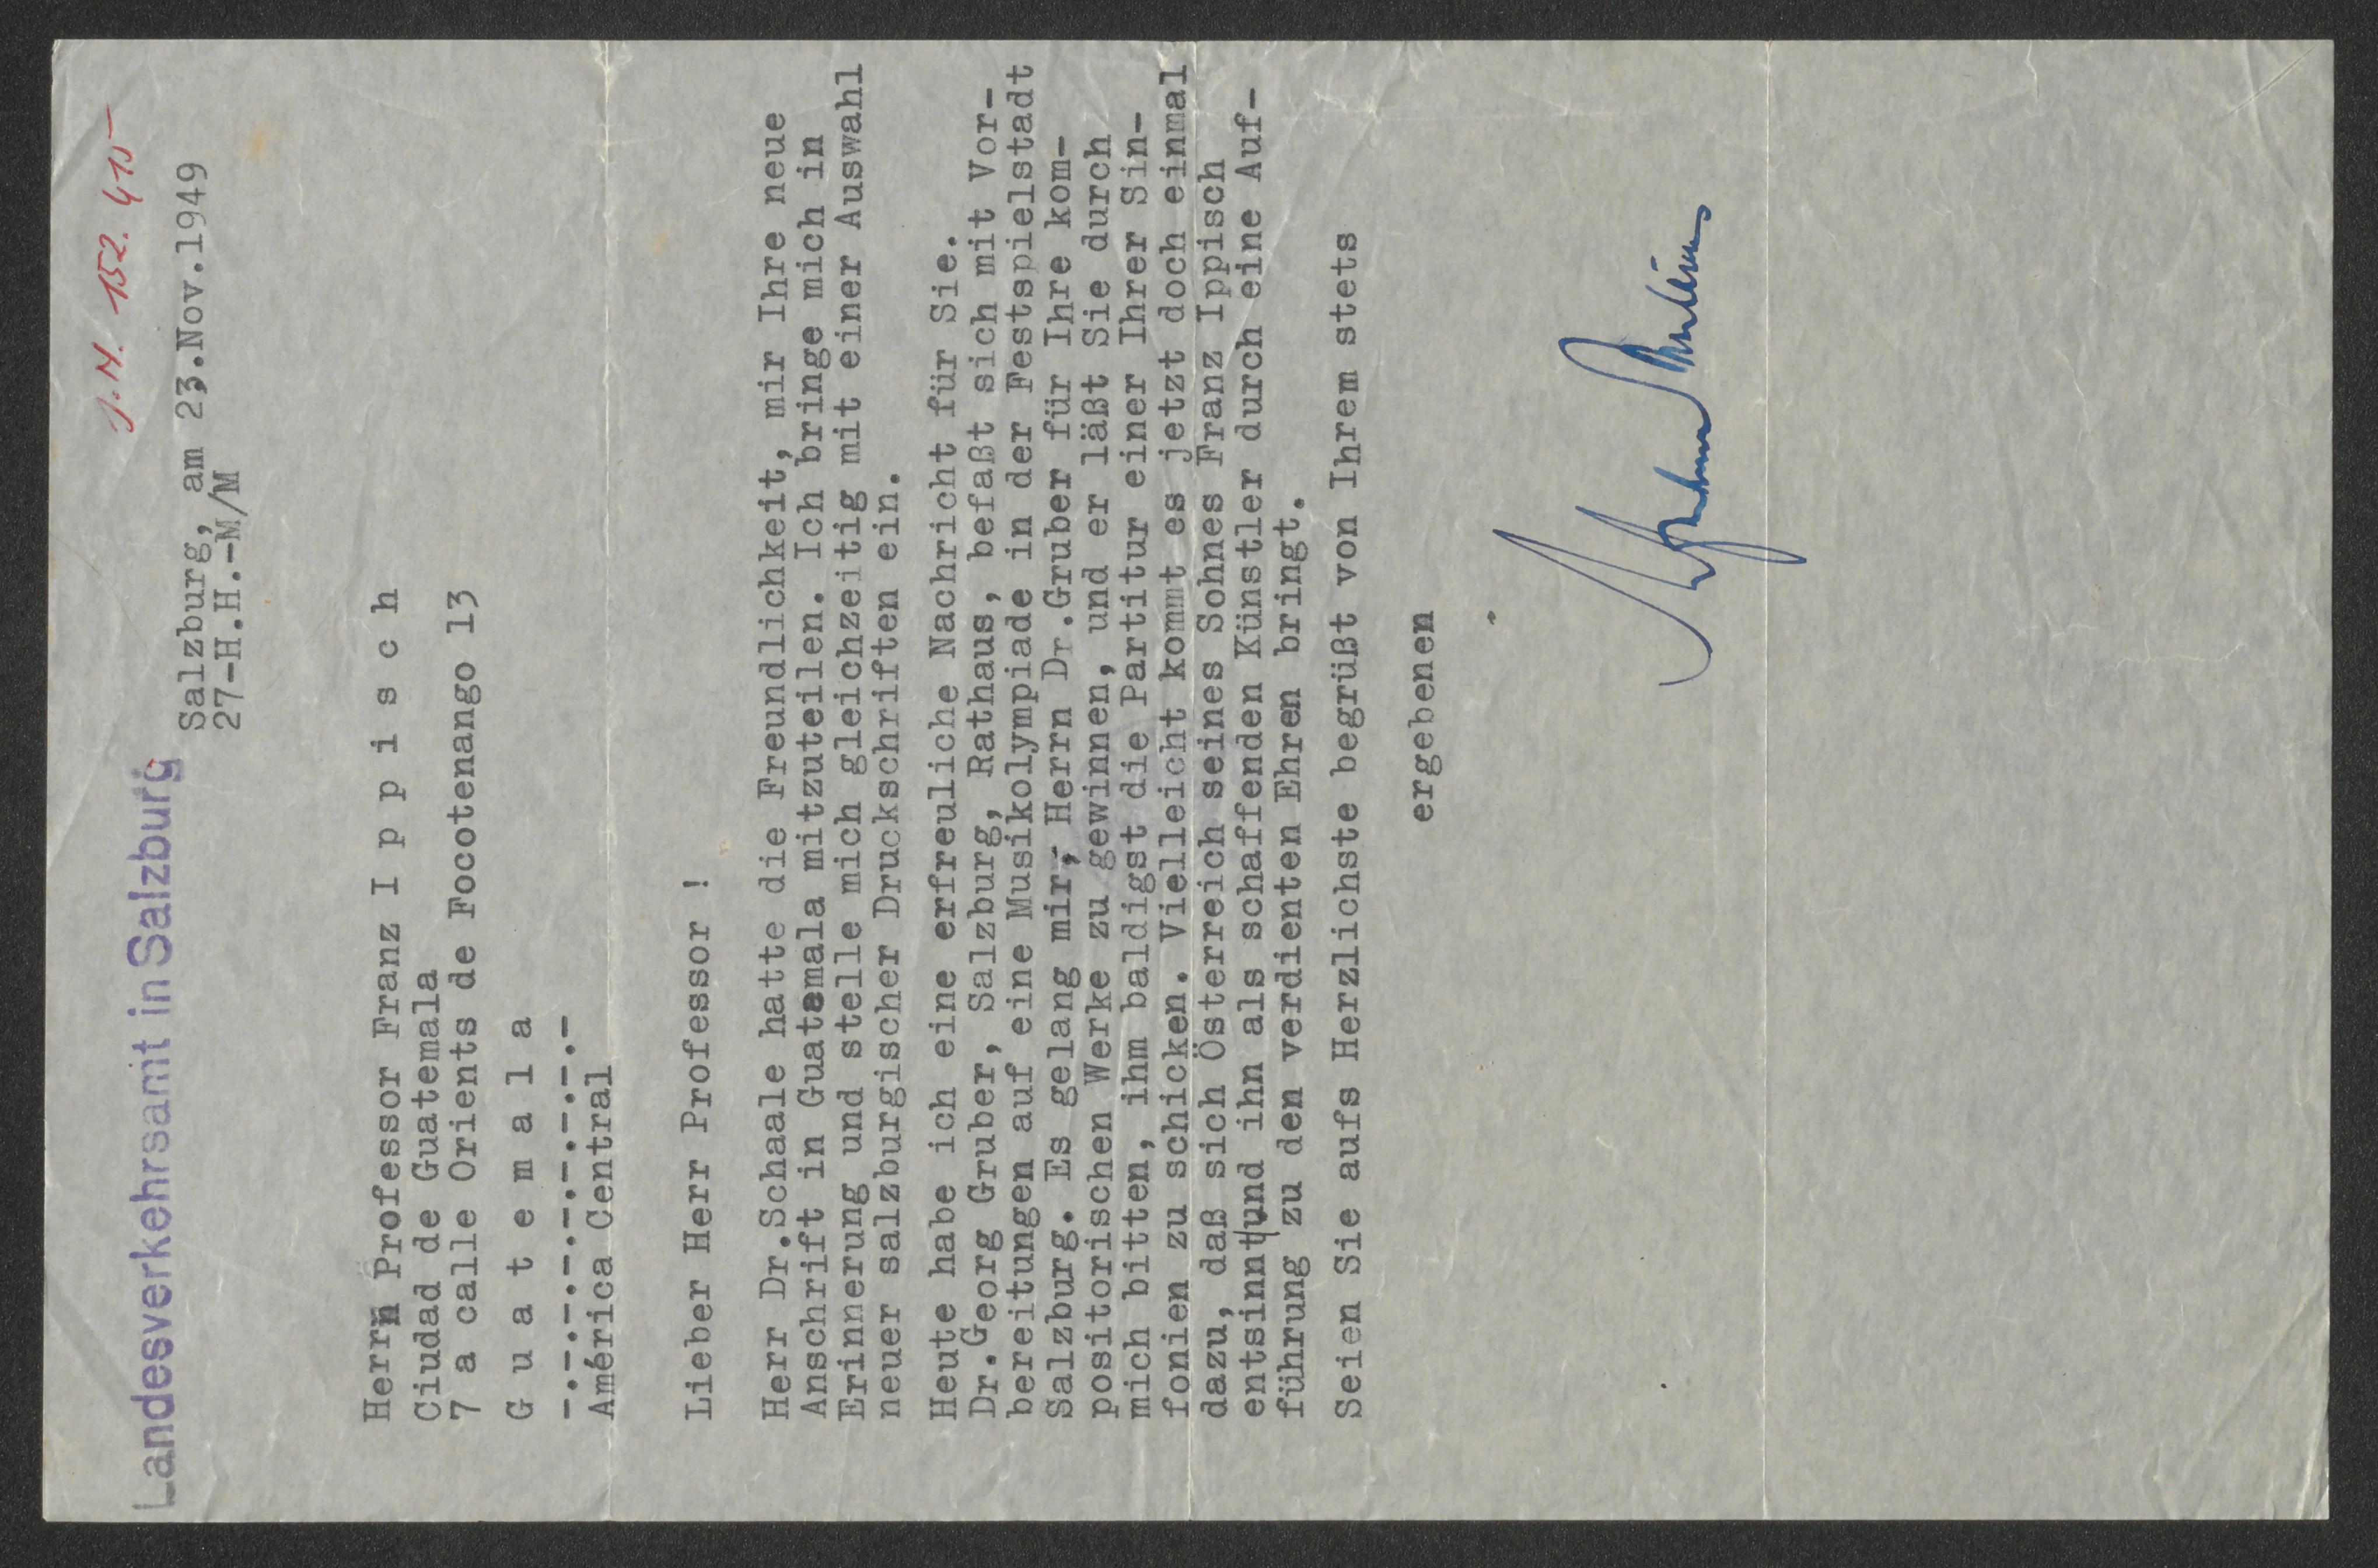 J.N. 152.415
Landesverkehrsamt in Salzburg
Salzburg, am 23.Nov.1949
27-H.H.-M/M
Herrn Professor Franz I p p i s c h
Ciudad de Guatemala
7 a calle Orients de Focotenango 13
G u a t e m a l a
-.-.-.-.-.-.-.-.-.-
América Central
Lieber Herr Professor !
Herr Dr.Schaale hatte die Freundlichkeit, mir Ihre neue
Anschrift in Guatemala mitzuteilen. Ich bringe mich in
Erinnerung und stelle mich gleichzeitig mit einer Auswahl
neuer salzburgischer Druckschriften ein.
Heute habe ich eine erfreuliche Nachricht für Sie.
Dr.Georg Gruber, Salzburg, Rathaus, befaßt sich mit Vor-
bereitungen auf eine Musikolympiade in der Festspielstadt
Salzburg. Es gelang mir, Herrn Dr.Gruber für Ihre kom-
positorischen Werke zu gewinnen, und er läßt Sie durch
mich bitten, ihm baldigst die Partitur einer Ihrer Sin-
fonien zu schicken. Vielleicht kommt es jetzt doch einmal
dazu, daß sich Österreich seines Sohnes Franz Ippisch
entsinnt und ihn als schaffenden Künstler durch eine Auf-
führung zu den verdienten Ehren bringt.
Seien Sie aufs Herzlichste begrüßt von Ihrem stets
ergebenen